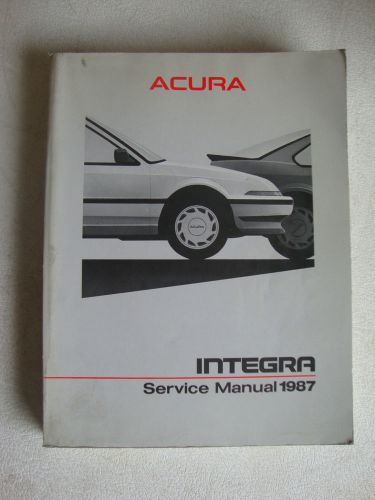 ACURA
INTEGRA
Service Manual 1987